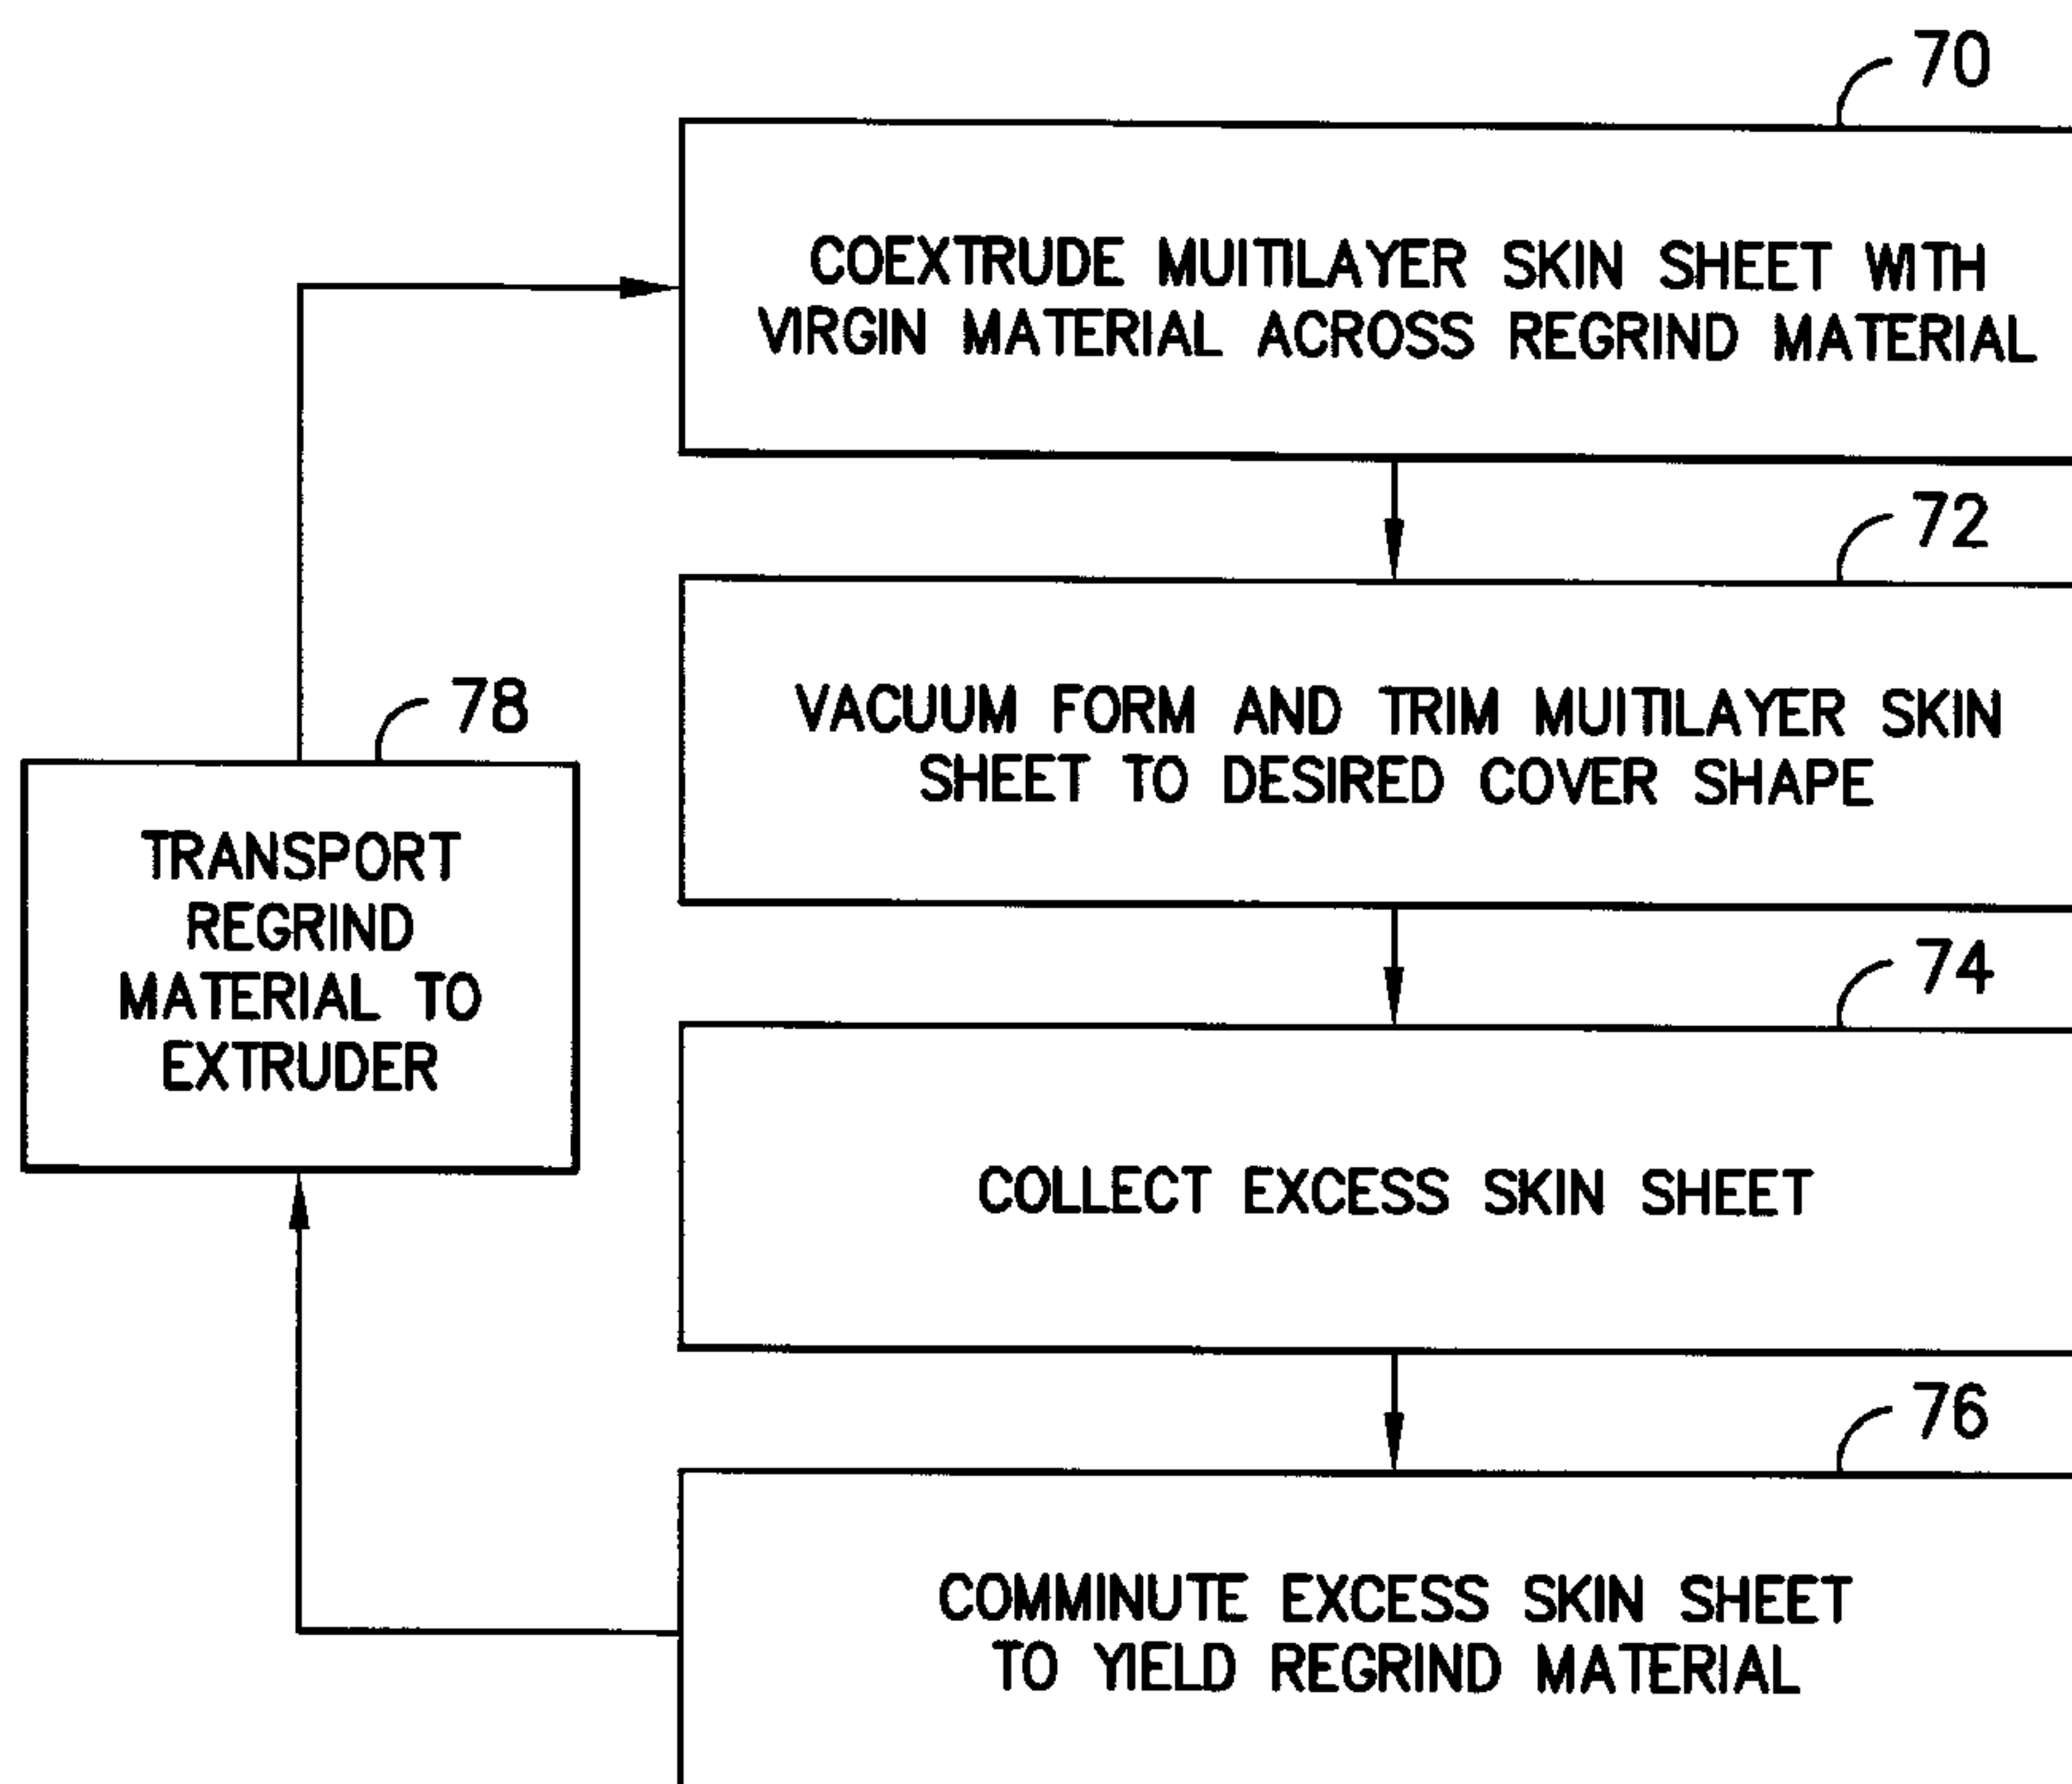 70
COEXTRUDE MUITILAYER SKIN SHEET WITH
VIRGIN MATERIAL ACROSS REGRIND MATERIAL
72
VACUUM FORM AND TRIM MUITILAYER SKIN
SHEET TO DESIRED COVER SHAPE
78
TRANSPORT
REGRIND
MATERIAL TO
EXTRUDER
74
COLLECT EXCESS SKIN SHEET
76
COMMINUTE EXCESS SKIN SHEET
TO YIELD REGRIND MATERIAL